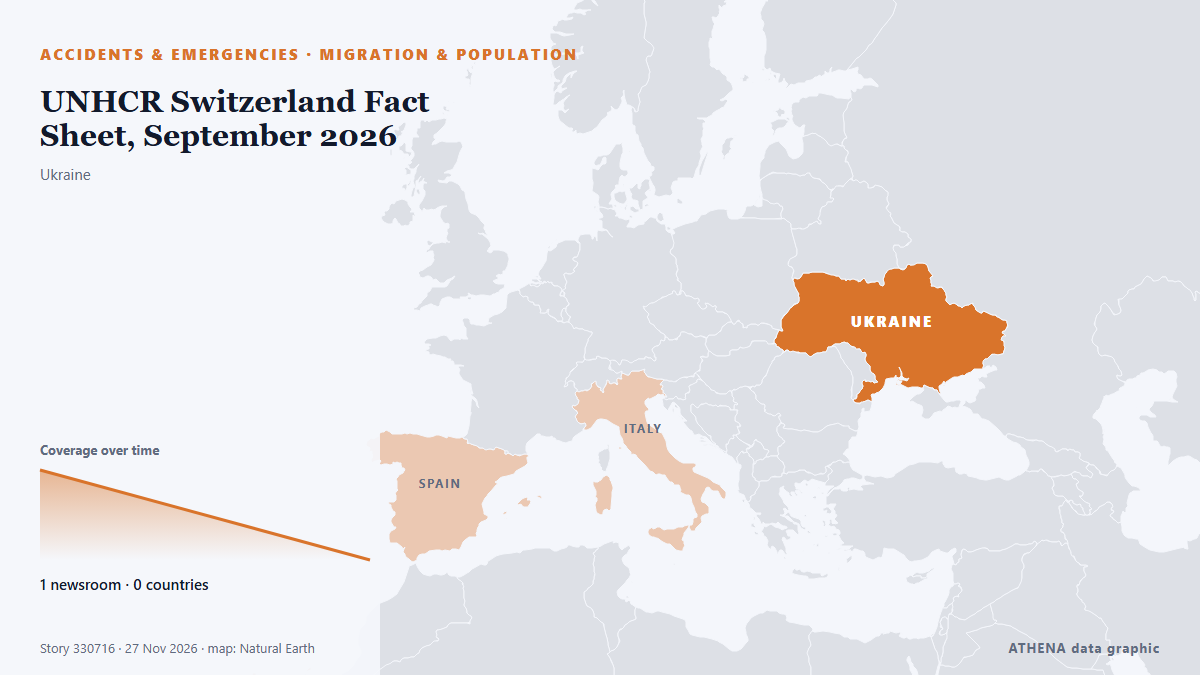 ACCIDENTS & EMERGENCIES · MIGRATION & POPULATION
UNHCR Switzerland Fact
Sheet, September 2026
Ukraine
UKRAINE
ITALY
SPAIN
Coverage over time
1 newsroom · 0 countries
Story 330716 · 27 Nov 2026 · map: Natural Earth
ATHENA data graphic